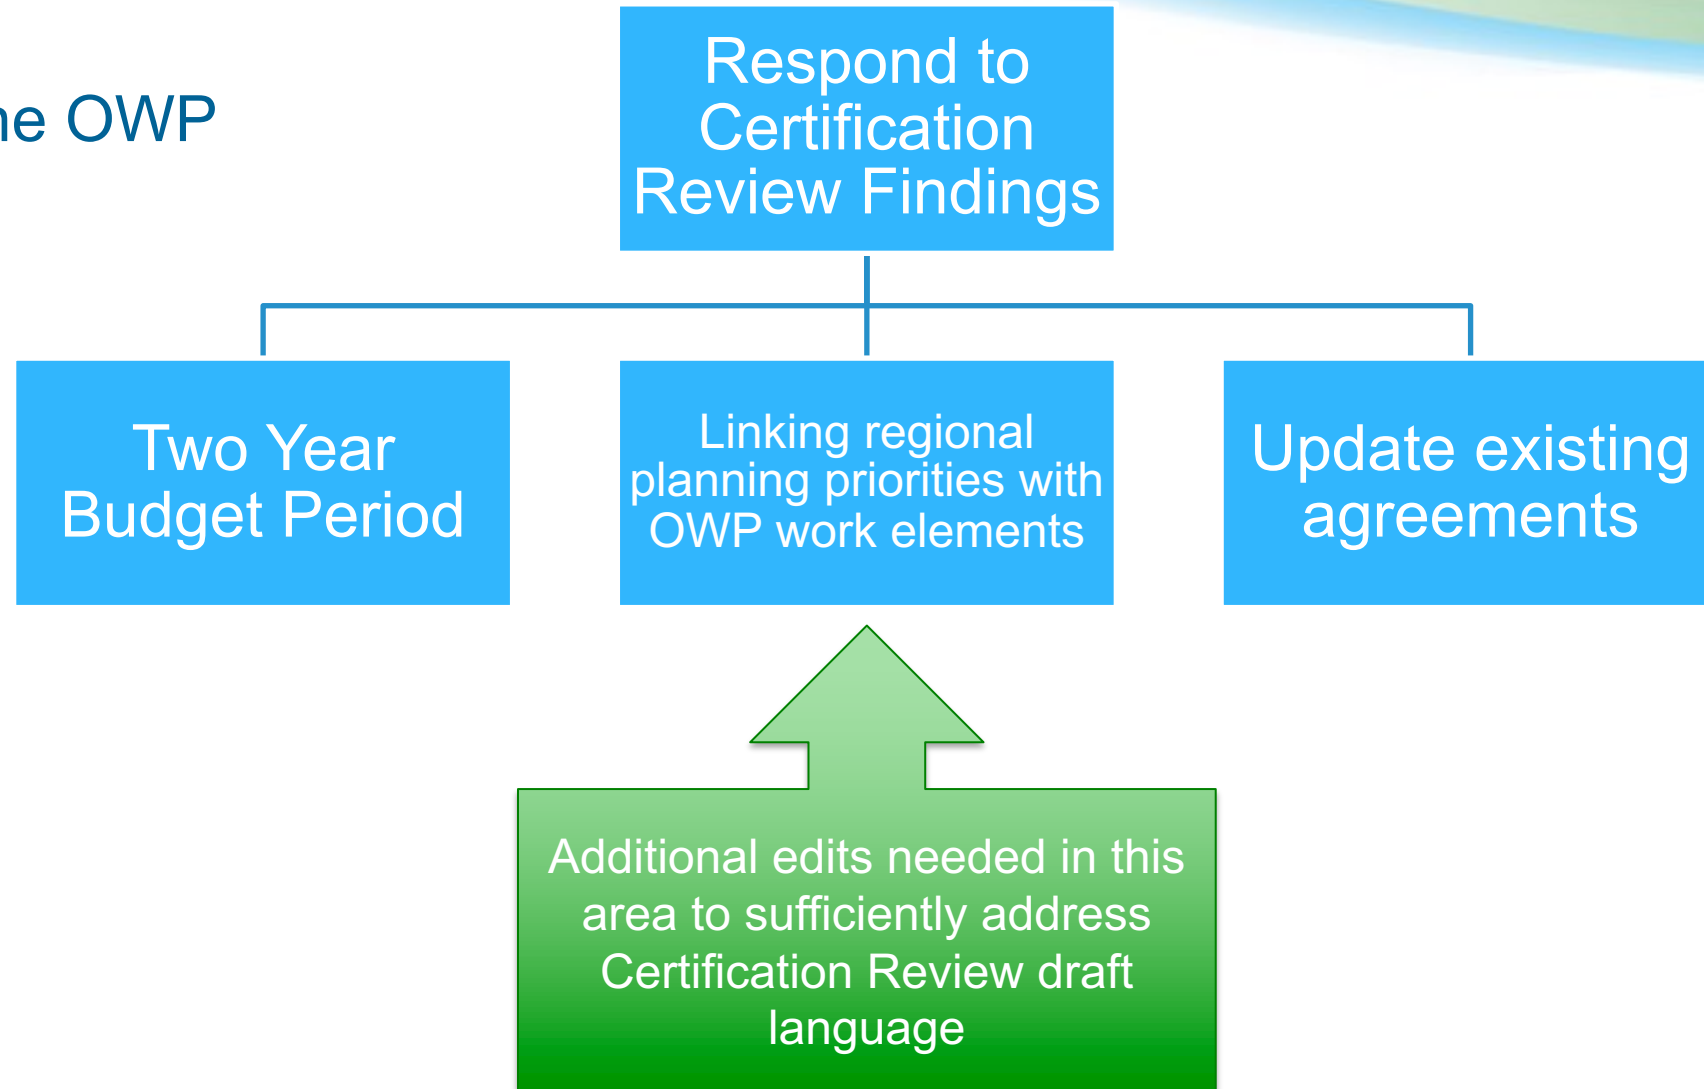 OWP
Respond to
Certification
Review Findings
Two Year
Budget Period
Linking regional
planning priorities with
OWP work elements
Update existing
agreements
Additional edits needed in this
area to sufficiently address
Certification Review draft
language